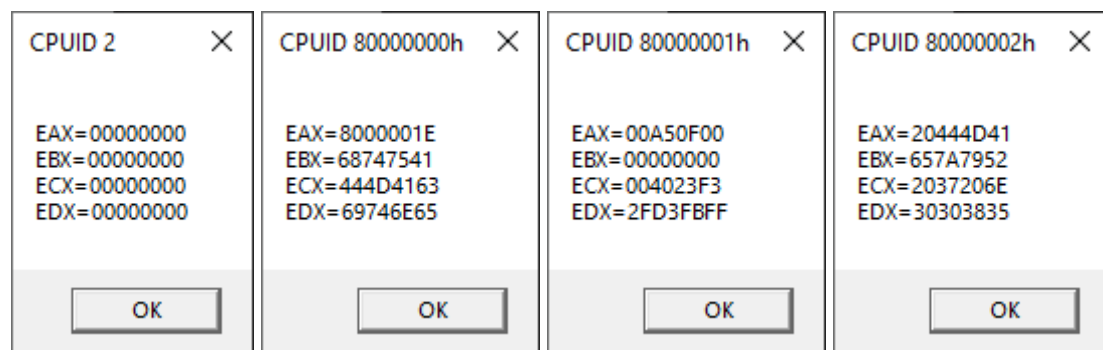 CPUID 2
EAX=00000000
EBX=00000000
ECX=00000000
EDX=00000000
OK
CPUID 80000000h
EAX=8000001E
EBX=68747541
ECX=444D4163
EDX=69746E65
OK
CPUID 80000001h
EAX=00A50F00
EBX=00000000
ECX=004023F3
EDX=2FD3FBFF
OK
CPUID 80000002h
EAX=20444D41
EBX=657A7952
ECX=2037206E
EDX=30303835
OK